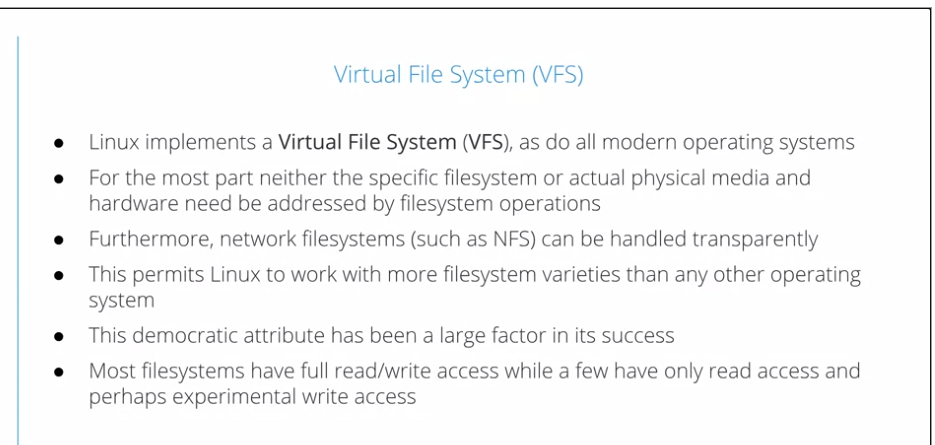 Virtual File System (VFS)
● Linux implements a Virtual File System (VFS), as do all modern operating systems
● For the most part neither the specific filesystem or actual physical media and
hardware need be addressed by filesystem operations
● Furthermore, network filesystems (such as NFS) can be handled transparently
● This permits Linux to work with more filesystem varieties than any other operating
system
● This democratic attribute has been a large factor in its success
● Most filesystems have full read/write access while a few have only read access and
perhaps experimental write access